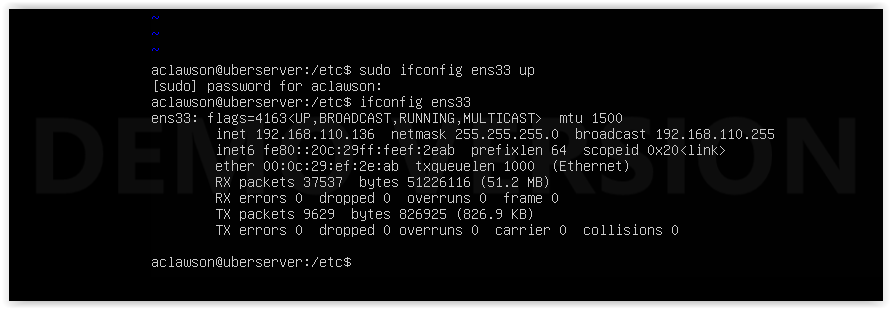 ~
~
~
aclawson@uberserver:/etc$ sudo ifconfig ens33 up
[sudo] password for aclawson:
aclawson@uberserver:/etc$ ifconfig ens33
ens33: flags=4163<UP,BROADCAST,RUNNING,MULTICAST>  mtu 1500
        inet 192.168.110.136  netmask 255.255.255.0  broadcast 192.168.110.255
        inet6 fe80::20c:29ff:feef:2eab  prefixlen 64  scopeid 0x20<link>
        ether 00:0c:29:ef:2e:ab  txqueuelen 1000  (Ethernet)
        RX packets 37537  bytes 51226116 (51.2 MB)
        RX errors 0  dropped 0  overruns 0  frame 0
        TX packets 9629  bytes 826925 (826.9 KB)
        TX errors 0  dropped 0 overruns 0  carrier 0  collisions 0
aclawson@uberserver:/etc$